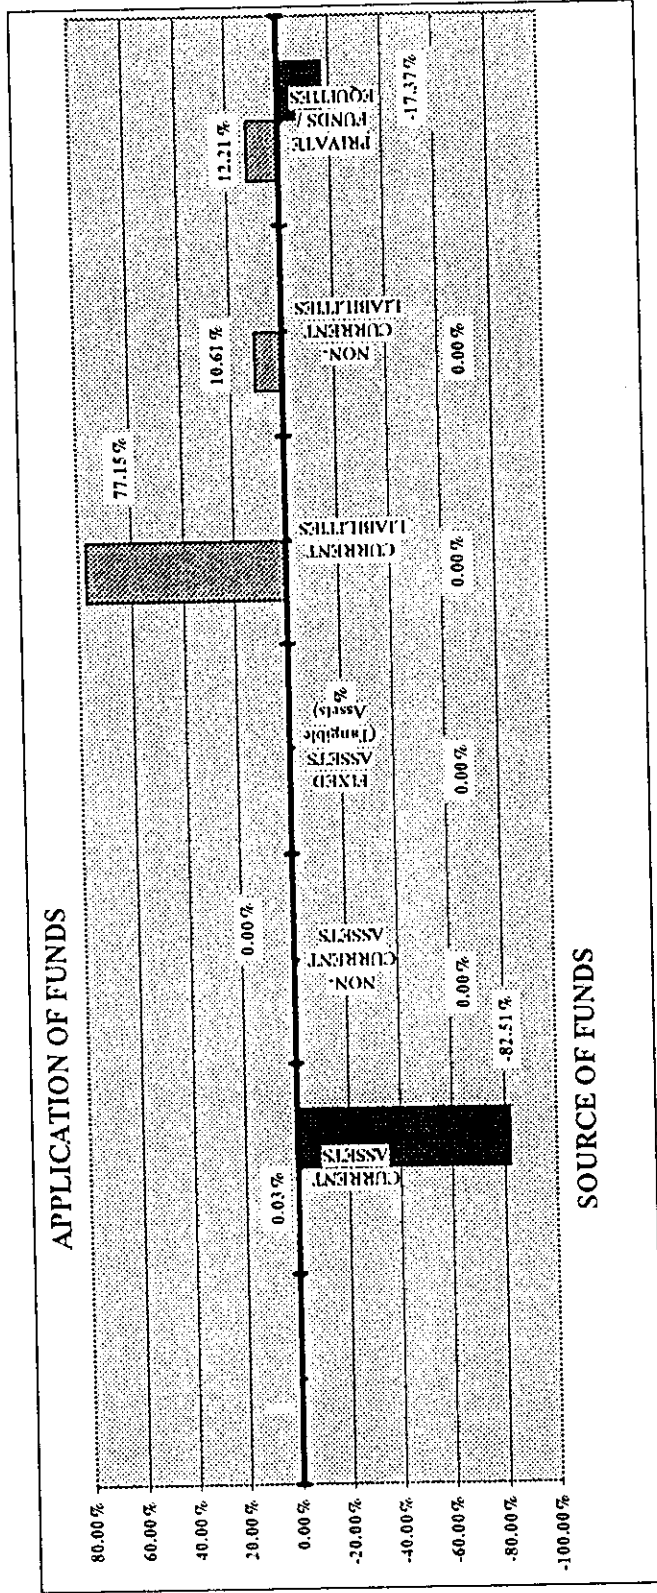 APPLICATION OF FUNDS
80.00%
60.00%
40.00%
20.00%
0.00%
-20.00%
-40.00%
-60.00%
-80.00%
-100.00%
0.03%
0.00%
77.15%
10.61%
12.21%
CURRENT
ASSETS
NON-
CURRENT
ASSETS
FIXED
ASSETS
(Tangible
Assets)
%
CURRENT
LIABILITIES
NON-
CURRENT
LIABILITIES
PRIVATE
FUNDS /
EQUITIES
-82.51%
0.00%
0.00%
0.00%
0.00%
-17.37%
SOURCE OF FUNDS